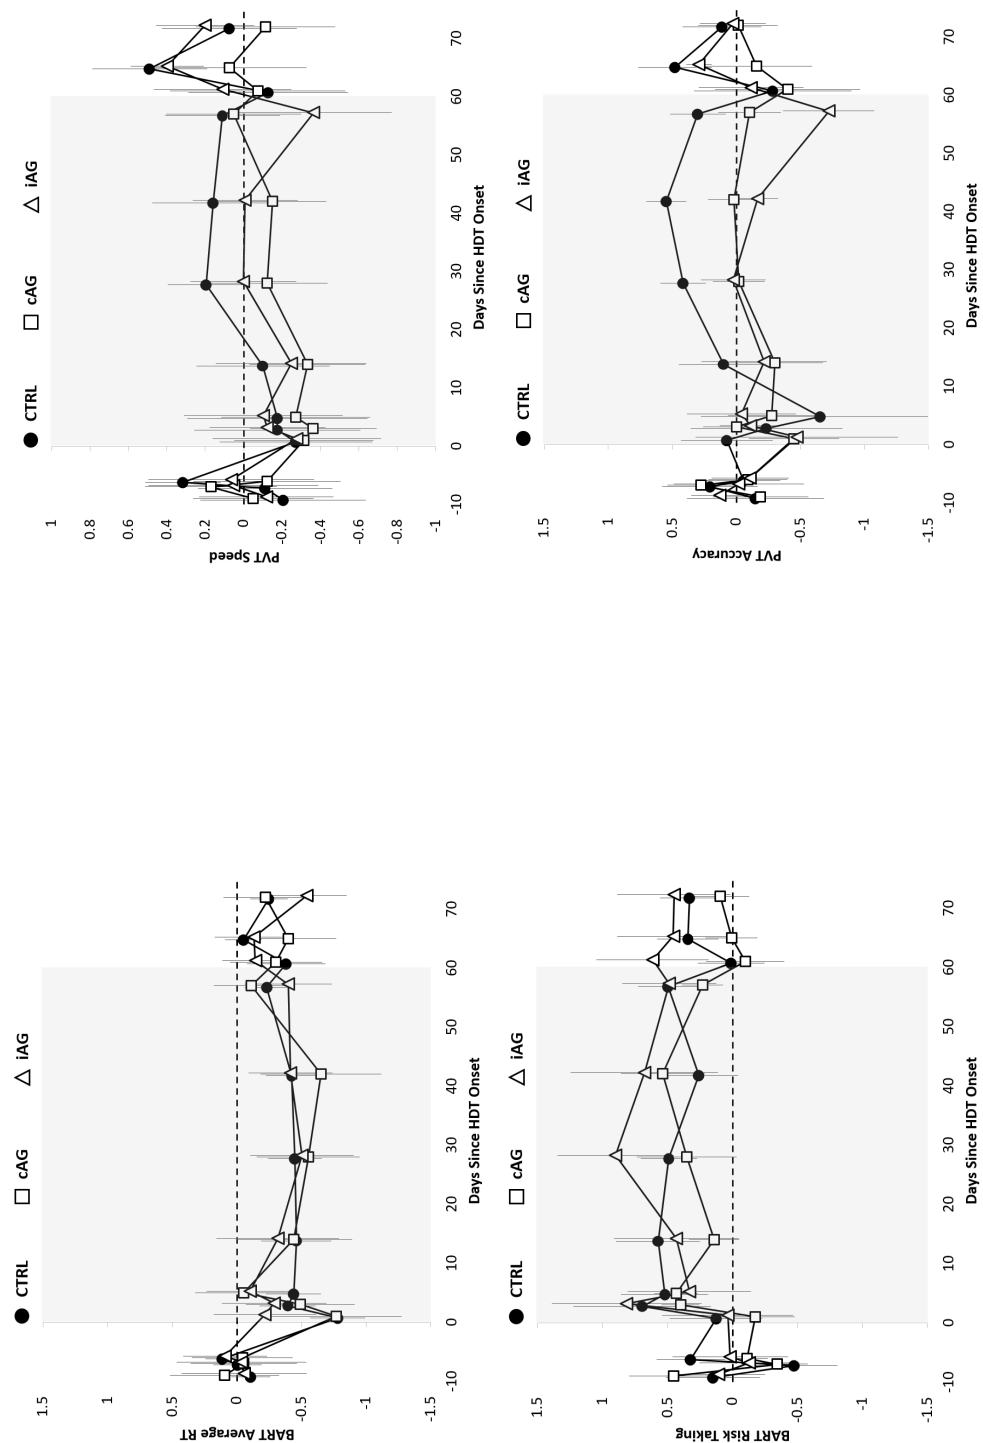 CTRL cAG iAG
1.5
1
0.5
0
-0.5
-1
-1.5
BART Average RT
-10 0 10 20 30 40 50 60 70
Days Since HDT Onset
CTRL cAG iAG
1
0.8
0.6
0.4
0.2
0
-0.2
-0.4
-0.6
-0.8
-1
PVT Speed
-10 0 10 20 30 40 50 60 70
Days Since HDT Onset
CTRL cAG iAG
1.5
1
0.5
0
-0.5
-1
-1.5
BART Risk Taking
-10 0 10 20 30 40 50 60 70
Days Since HDT Onset
CTRL cAG iAG
1.5
1
0.5
0
-0.5
-1
-1.5
PVT Accuracy
-10 0 10 20 30 40 50 60 70
Days Since HDT Onset